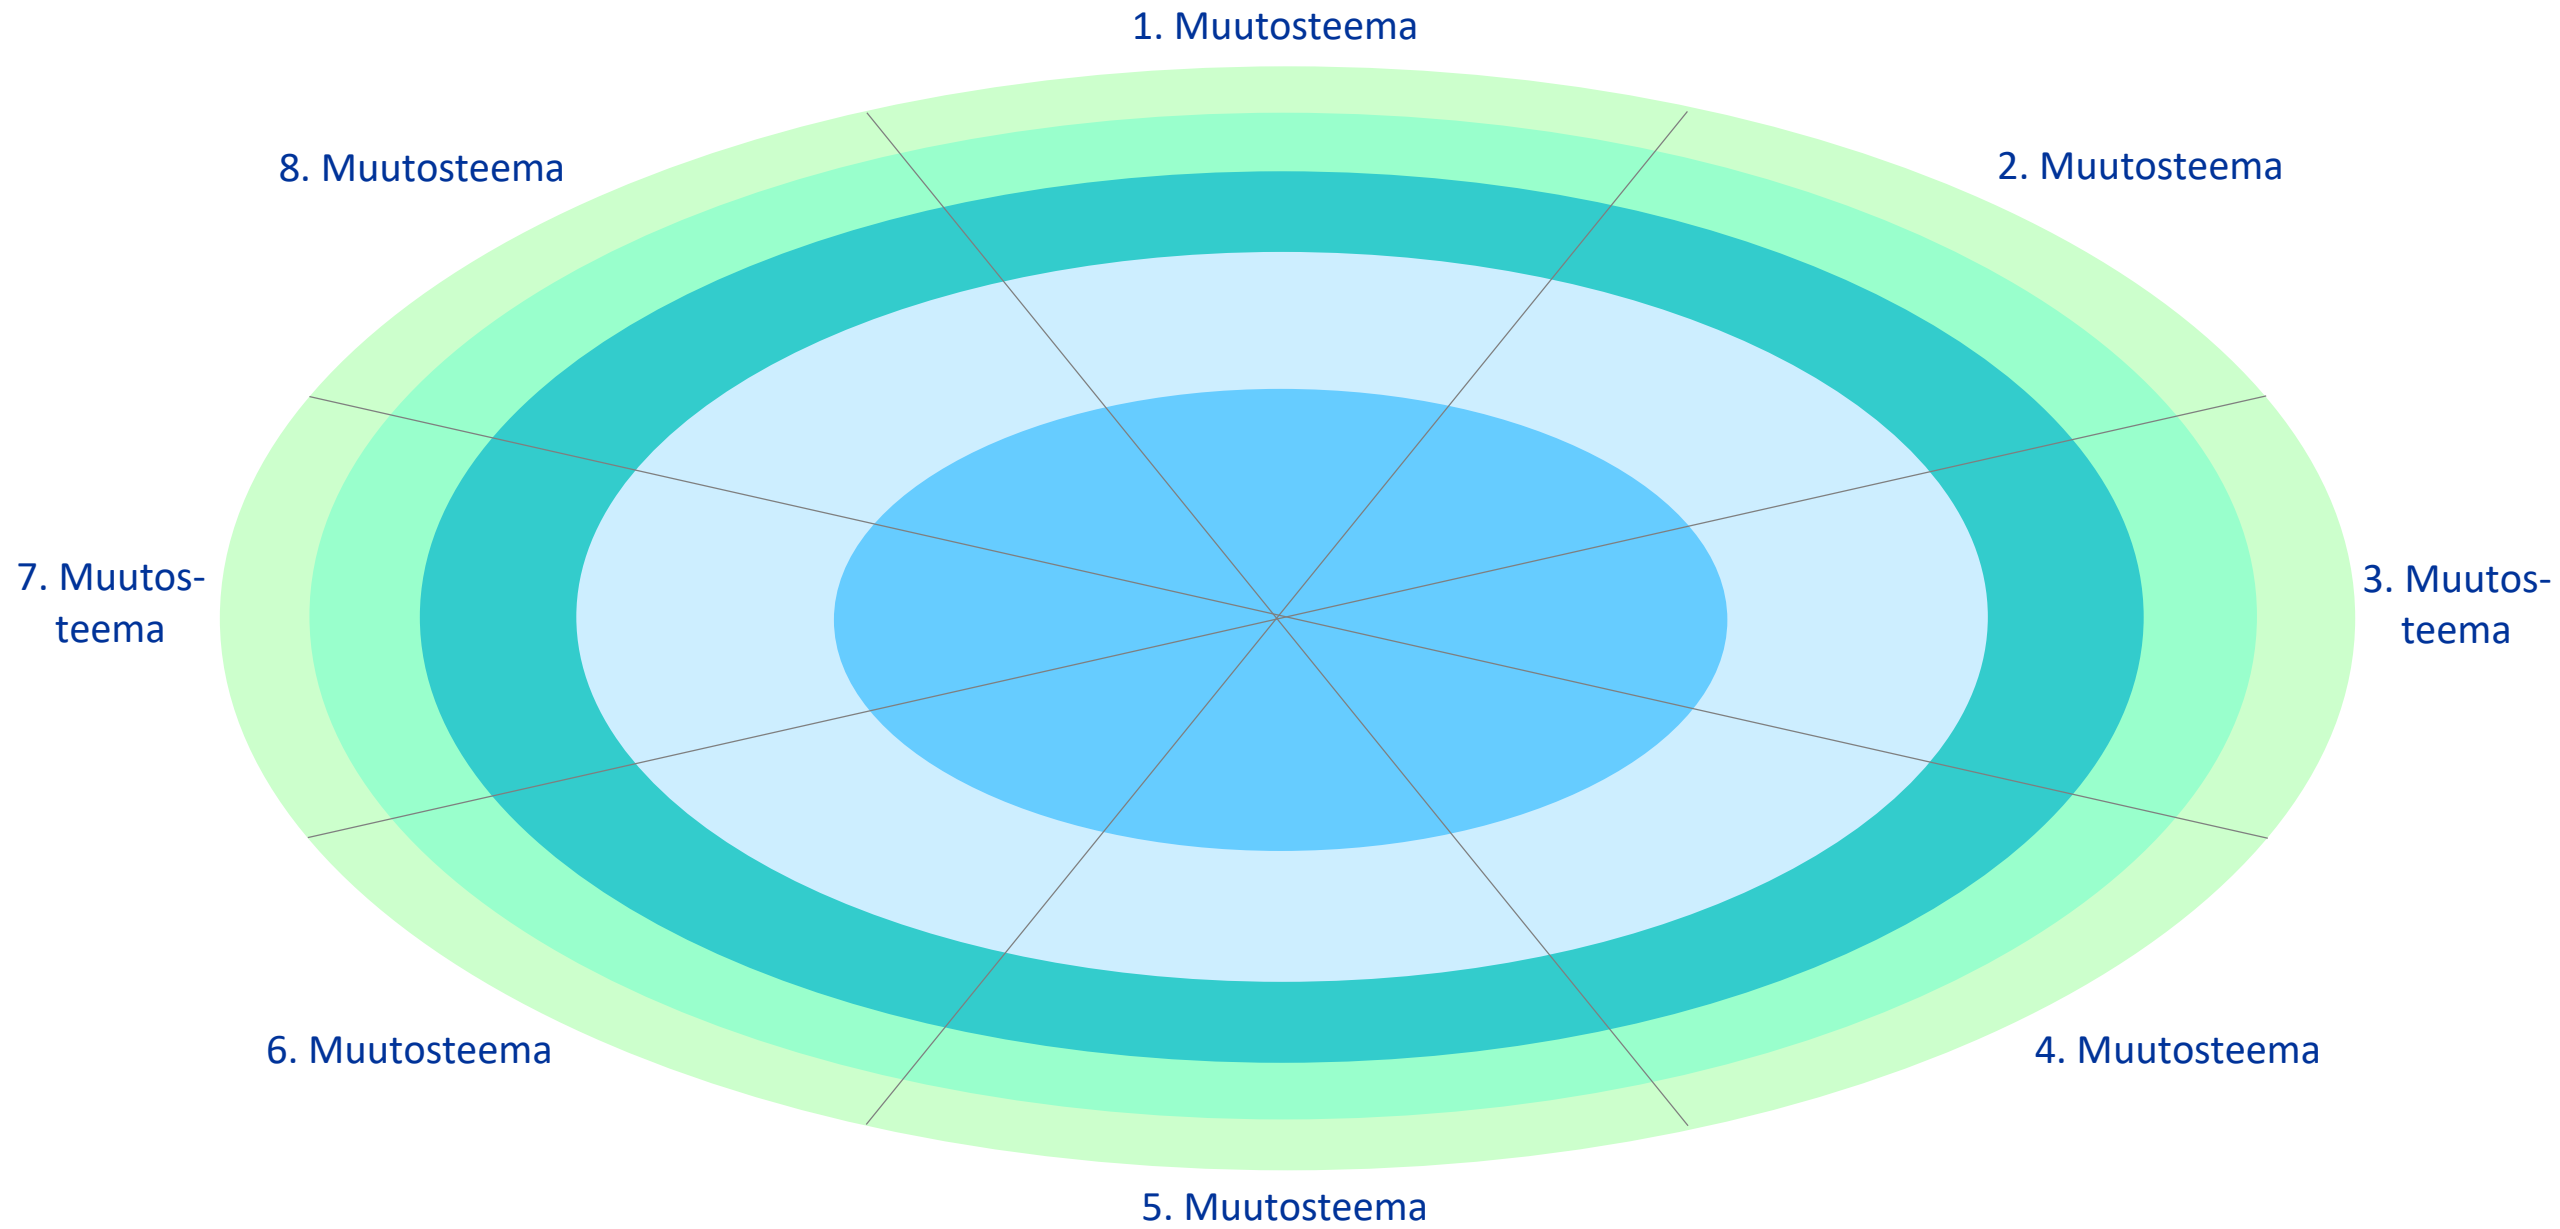 1. Muutosteema
2. Muutosteema
3. Muutos-
teema
4. Muutosteema
5. Muutosteema
6. Muutosteema
7. Muutos-
teema
8. Muutosteema